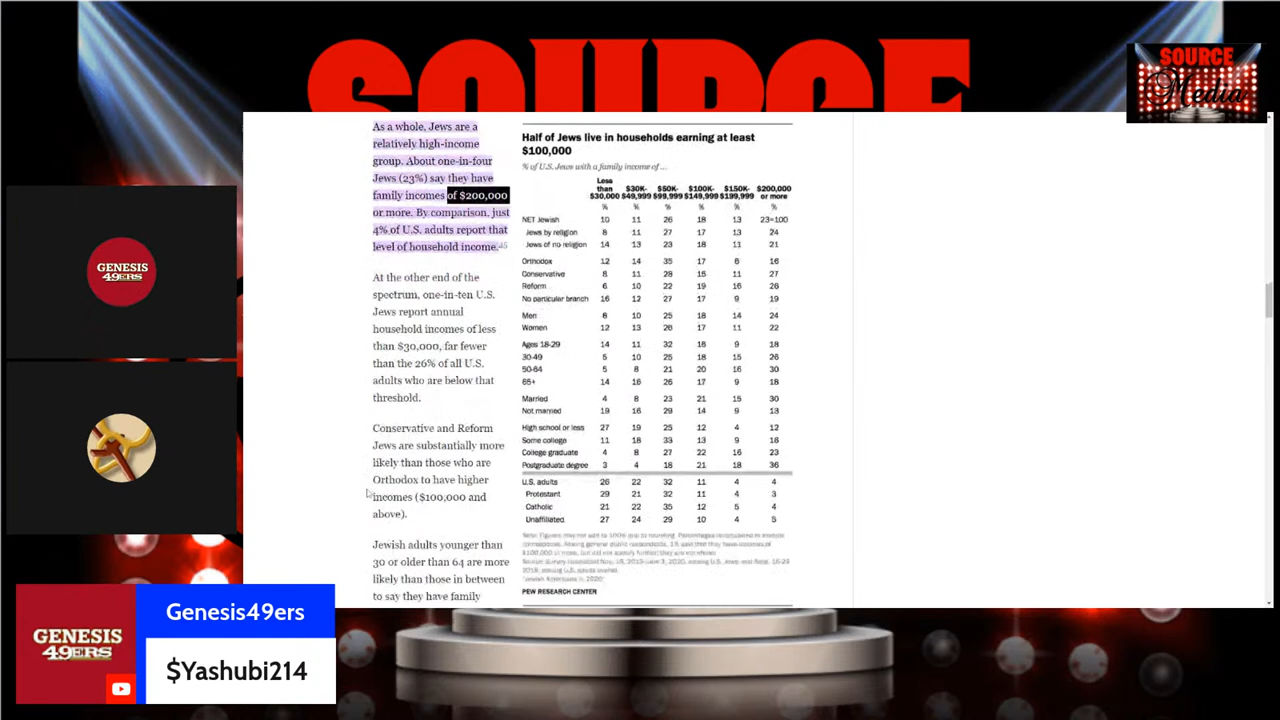 SOURCE
SOURCE
Media
As a whole, Jews are a
relatively high-income
group. About one-in-four
Jews (23%) say they have
family incomes of $200,000
or more. By comparison, just
4% of U.S. adults report that
level of household income.45
At the other end of the
spectrum, one-in-ten U.S.
Jews report annual
household incomes of less
than $30,000, far fewer
than the 26% of all U.S.
adults who are below that
threshold.
Conservative and Reform
Jews are substantially more
likely than those who are
Orthodox to have higher
incomes ($100,000 and
above).
Jewish adults younger than
30 or older than 64 are more
likely than those in between
to say they have family
Half of Jews live in households earning at least
$100,000
% of U.S. Jews with a family income of ...
Less than $30,000 $30K-$49,999 $50K-$99,999 $100K-$149,999 $150K-$199,999 $200,000 or more
% % % % % %
NET Jewish 10 11 26 18 13 23=100
Jews by religion 8 11 27 17 13 24
Jews of no religion 14 13 23 18 11 21
Orthodox 12 14 35 17 6 16
Conservative 8 11 28 15 11 27
Reform 6 10 22 19 16 26
No particular branch 16 12 27 17 9 19
Men 8 10 25 18 14 24
Women 12 13 26 17 11 22
Ages 18-29 14 11 32 16 9 18
30-49 5 10 25 18 15 26
50-64 5 8 21 20 16 30
65+ 14 16 26 17 9 18
Married 4 8 23 21 15 30
Not married 19 16 29 14 9 13
High school or less 27 19 25 12 4 12
Some college 11 18 33 13 9 16
College graduate 4 8 27 22 16 23
Postgraduate degree 3 4 18 21 18 36
U.S. adults 26 22 32 11 4 4
Protestant 29 21 32 11 4 3
Catholic 21 22 35 12 5 4
Unaffiliated 27 24 29 10 4 5
"Jewish Americans in 2020"
PEW RESEARCH CENTER
GENESIS
49ERS
GENESIS
49ERS
Genesis49ers
$Yashubi214